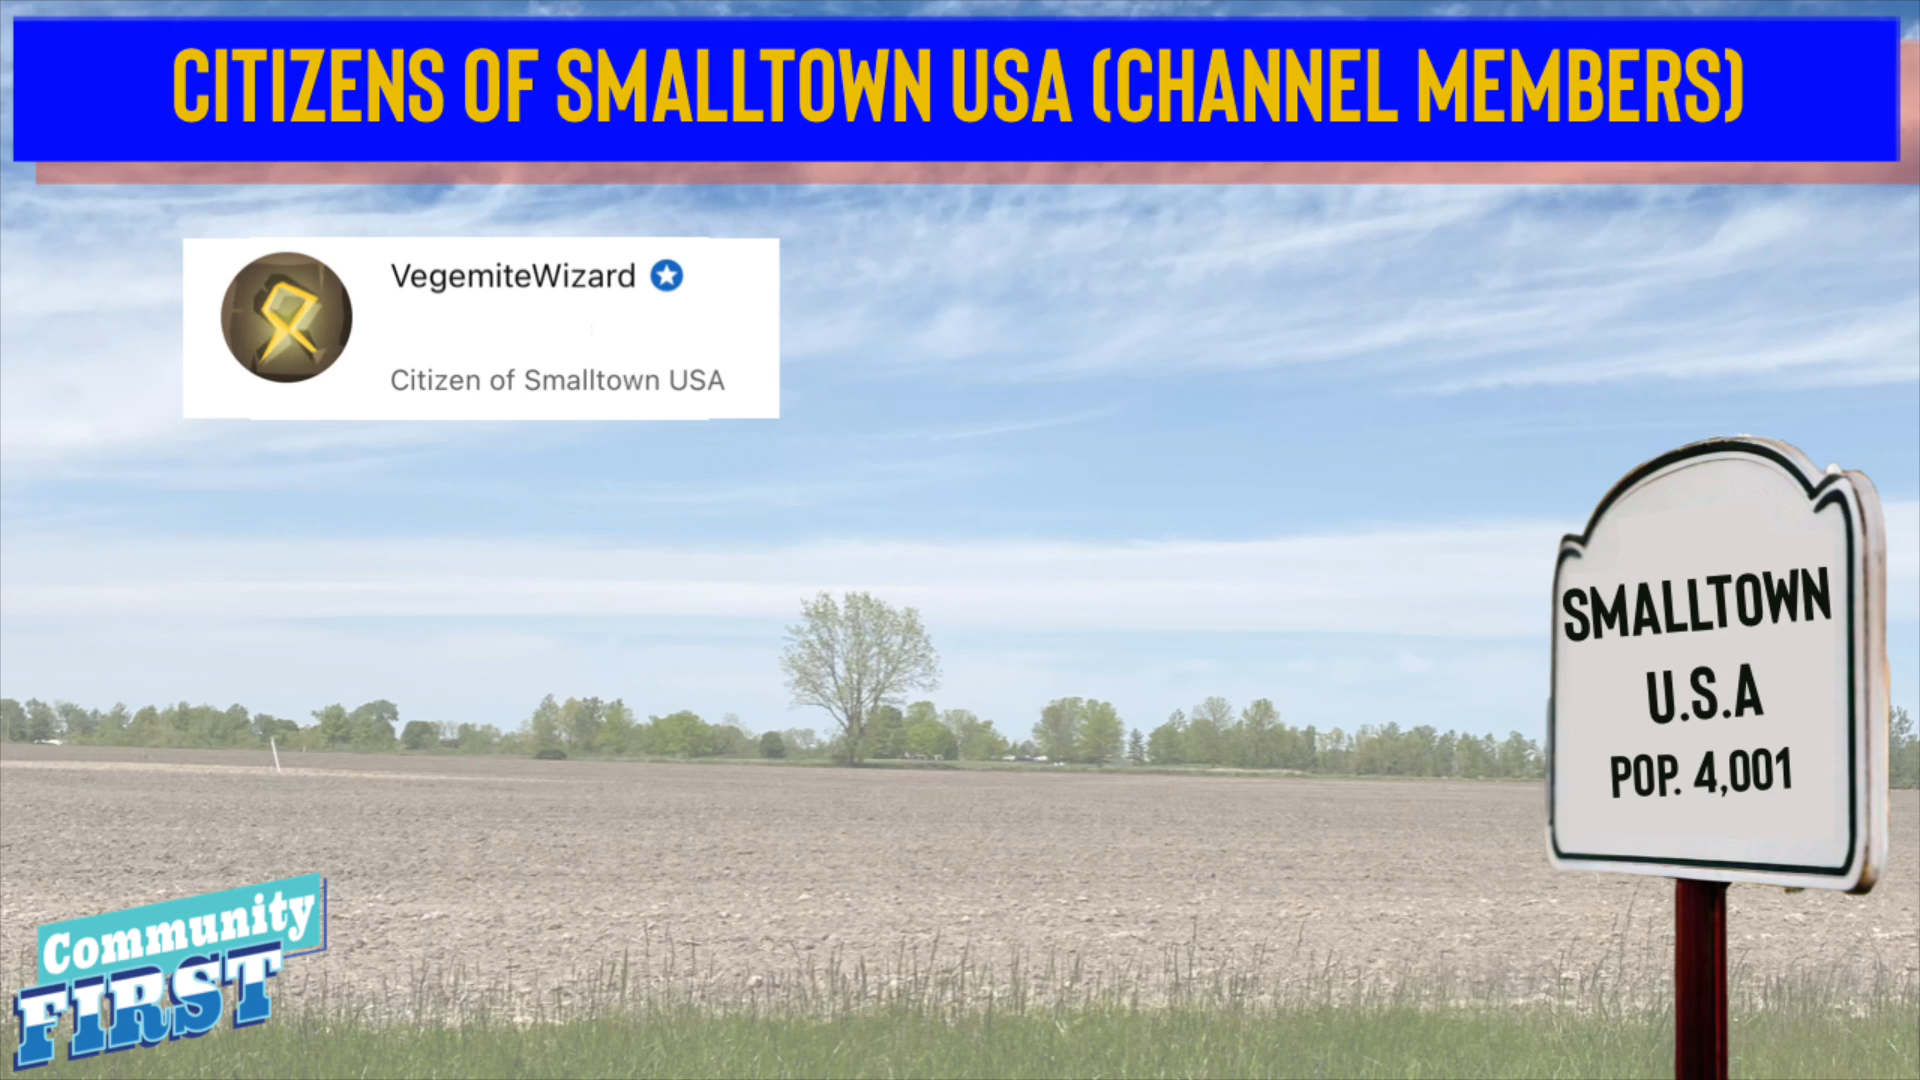 CITIZENS OF SMALLTOWN USA (CHANNEL MEMBERS)
VegemiteWizard
Citizen of Smalltown USA
SMALLTOWN
U.S.A
POP. 4,001
Community
FIRST